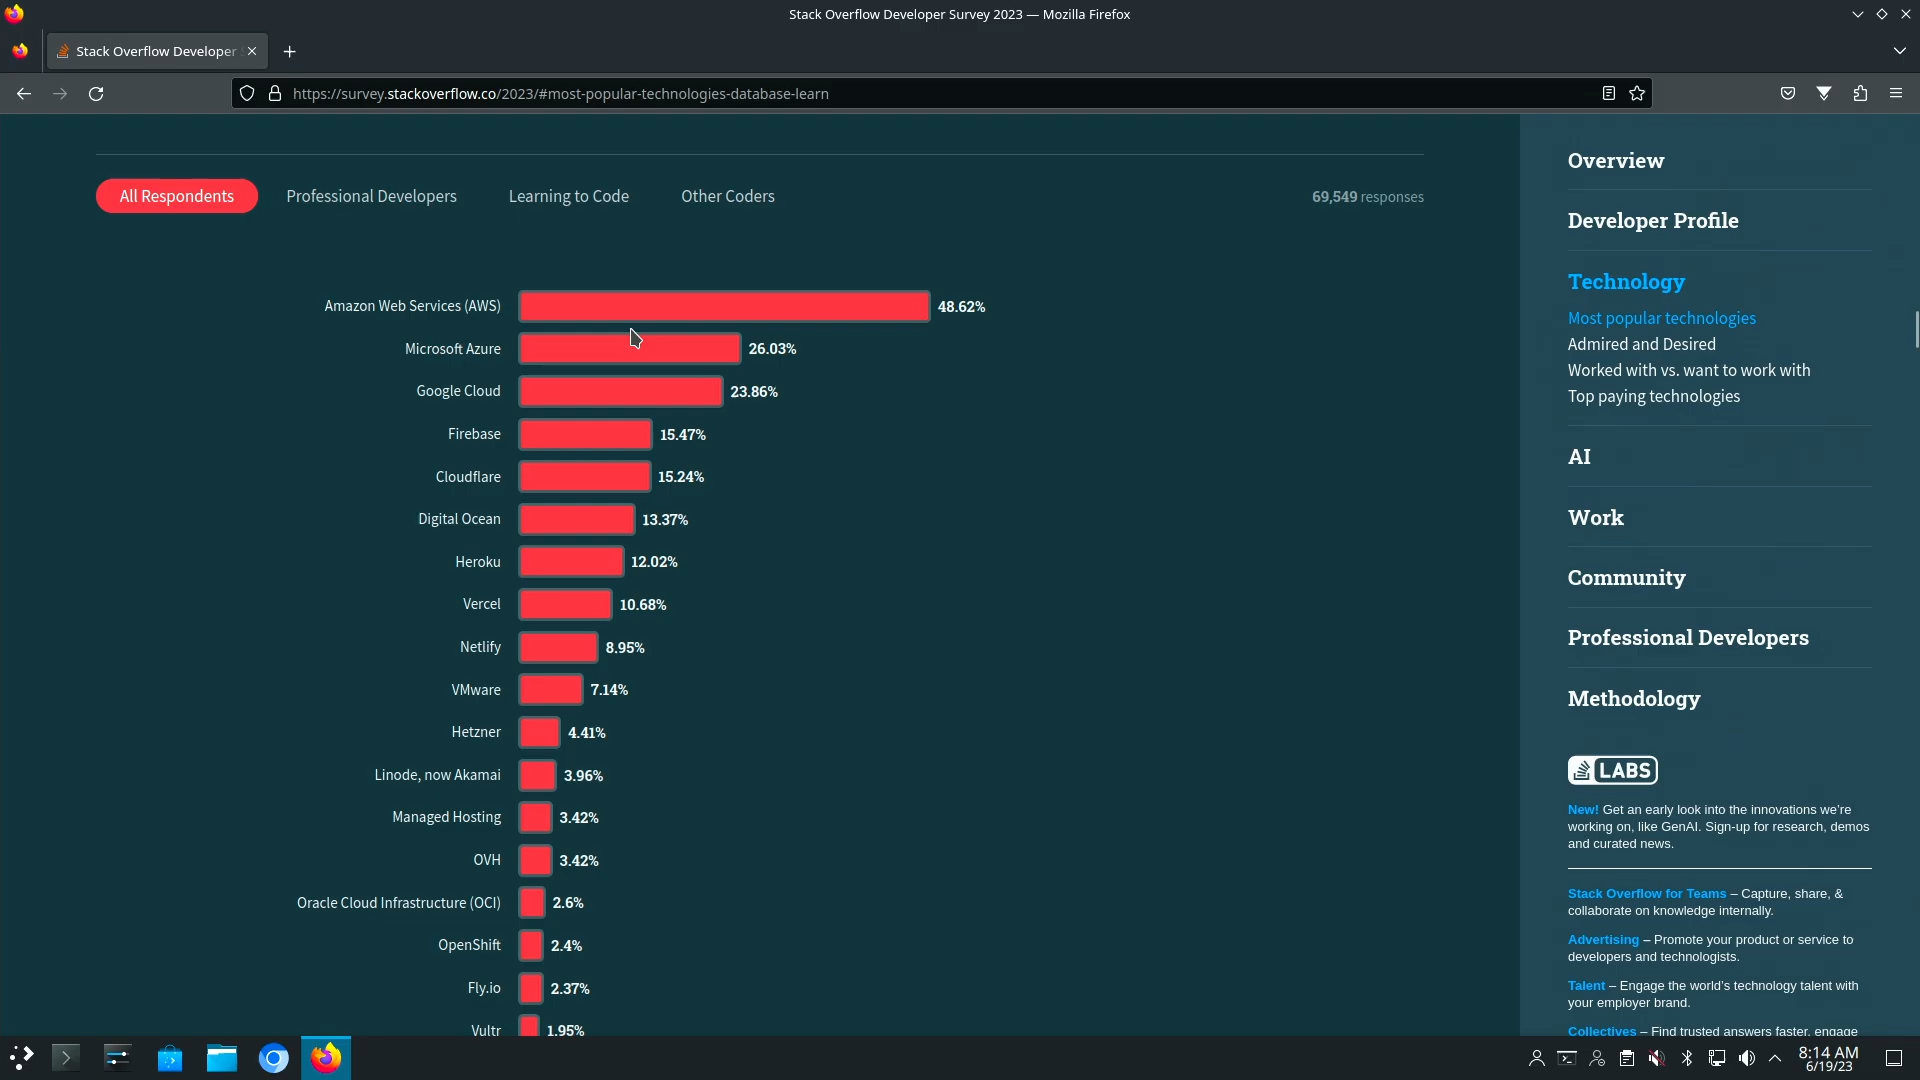 Stack Overflow Developer Survey 2023 — Mozilla Firefox
Stack Overflow Developer
https://survey.stackoverflow.co/2023/#most-popular-technologies-database-learn
All Respondents Professional Developers Learning to Code Other Coders 69,549 responses
Amazon Web Services (AWS) 48.62%
Microsoft Azure 26.03%
Google Cloud 23.86%
Firebase 15.47%
Cloudflare 15.24%
Digital Ocean 13.37%
Heroku 12.02%
Vercel 10.68%
Netlify 8.95%
VMware 7.14%
Hetzner 4.41%
Linode, now Akamai 3.96%
Managed Hosting 3.42%
OVH 3.42%
Oracle Cloud Infrastructure (OCI) 2.6%
OpenShift 2.4%
Fly.io 2.37%
Vultr 1.95%
Overview
Developer Profile
Technology
Most popular technologies
Admired and Desired
Worked with vs. want to work with
Top paying technologies
AI
Work
Community
Professional Developers
Methodology
LABS
New! Get an early look into the innovations we're
working on, like GenAI. Sign-up for research, demos
and curated news.
Stack Overflow for Teams – Capture, share, &
collaborate on knowledge internally.
Advertising – Promote your product or service to
developers and technologists.
Talent – Engage the world's technology talent with
your employer brand.
Collectives – Find trusted answers faster, engage
8:14 AM
6/19/23